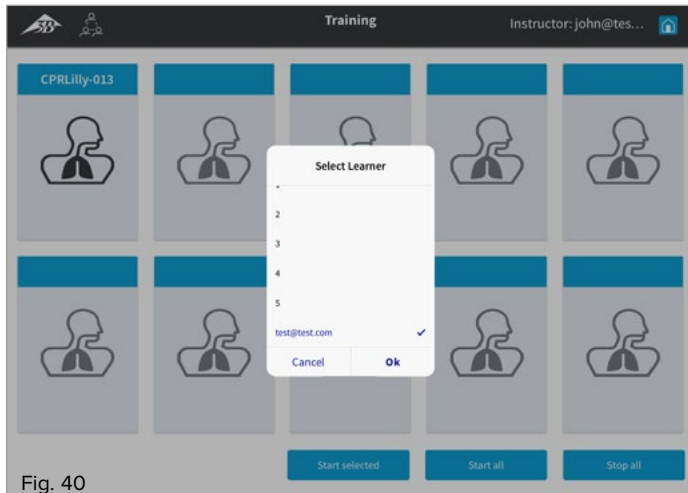 3B
Training
Instructor: john@tes...
CPRLilly-013
Select Learner
2
3
4
5
test@test.com
Cancel
Ok
Start selected
Start all
Stop all
Fig. 40